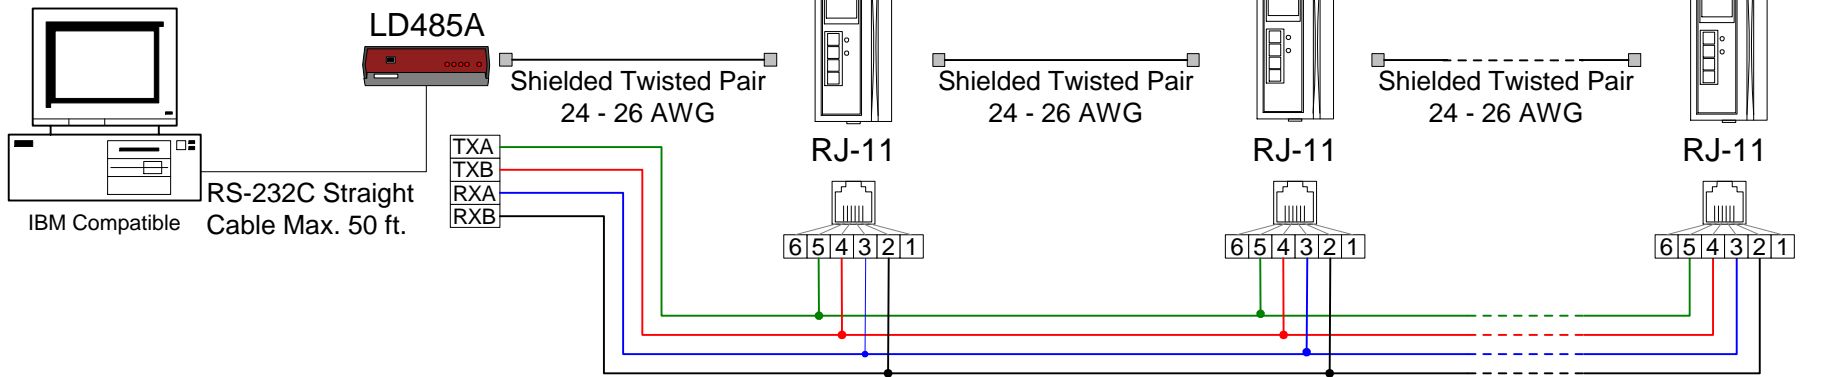 LD485A
Shielded Twisted Pair
24 - 26 AWG
Shielded Twisted Pair
24 - 26 AWG
Shielded Twisted Pair
24 - 26 AWG
TXA
TXB
RXA
RXB
RJ-11
RJ-11
RJ-11
RS-232C Straight
Cable Max. 50 ft.
IBM Compatible
6 5 4 3 2 1
6 5 4 3 2 1
6 5 4 3 2 1